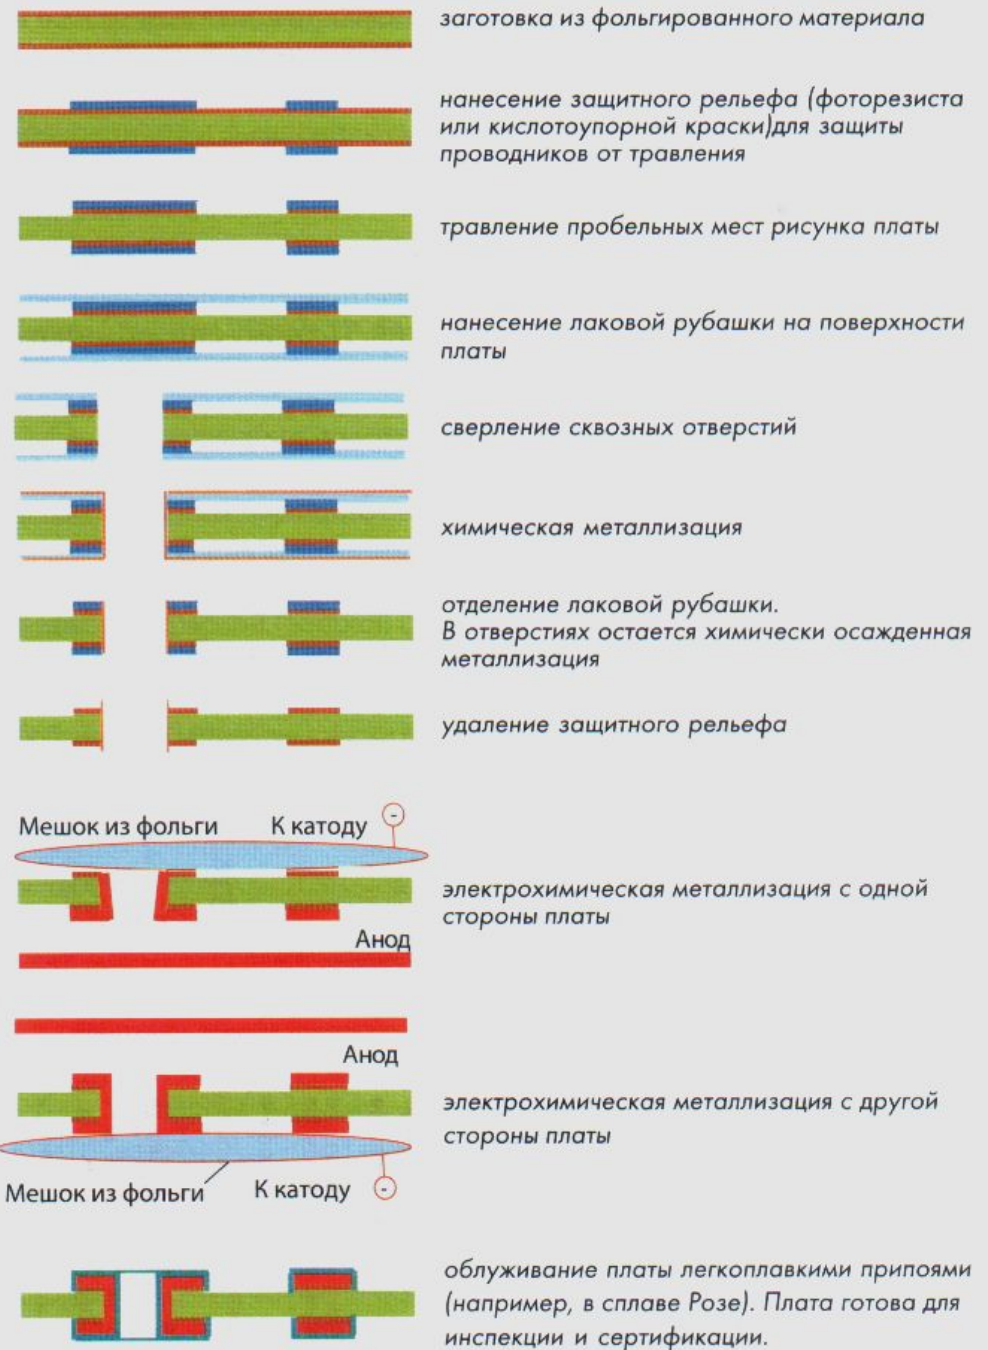 заготовка из фольгированного материала
нанесение защитного рельефа (фоторезиста
или кислотоупорной краски)для защиты
проводников от травления
травление пробельных мест рисунка платы
нанесение лаковой рубашки на поверхности
платы
сверление сквозных отверстий
химическая металлизация
отделение лаковой рубашки.
В отверстиях остается химически осажденная
металлизация
удаление защитного рельефа
Мешок из фольги К катоду -
электрохимическая металлизация с одной
стороны платы
Анод
Анод
электрохимическая металлизация с другой
стороны платы
Мешок из фольги К катоду -
облуживание платы легкоплавкими припоями
(например, в сплаве Розе). Плата готова для
инспекции и сертификации.